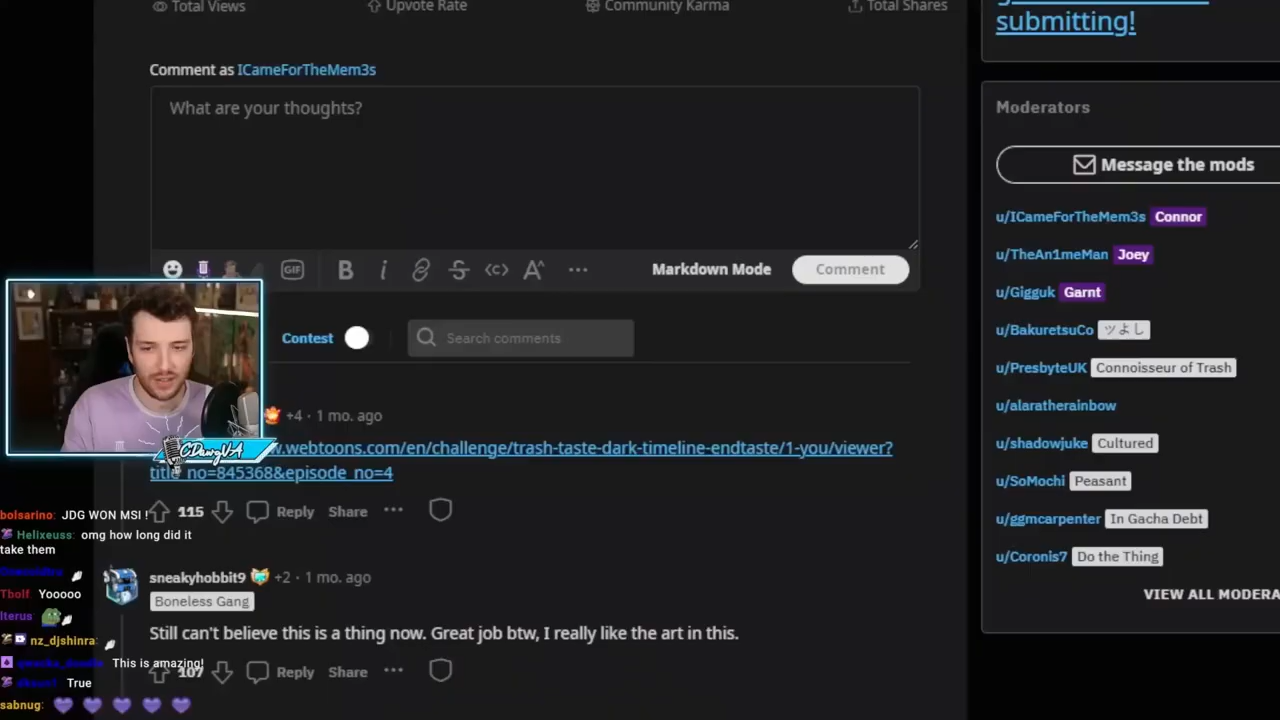 Total Views
Upvote Rate
Community Karma
Total Shares
submitting!
Comment as ICameForTheMem3s
What are your thoughts?
GIF
B
i
Markdown Mode
Comment
Contest
Search comments
+4 · 1 mo. ago
w.webtoons.com/en/challenge/trash-taste-dark-timeline-endtaste/1-you/viewer?
title_no=845368&episode_no=4
115
Reply
Share
sneakyhobbit9 +2 · 1 mo. ago
Boneless Gang
Still can't believe this is a thing now. Great job btw, I really like the art in this.
107
Reply
Share
Moderators
Message the mods
u/ICameForTheMem3s Connor
u/TheAn1meMan Joey
u/Gigguk Garnt
u/BakuretsuCo ツよし
u/PresbyteUK Connoisseur of Trash
u/alaratherainbow
u/shadowjuke Cultured
u/SoMochi Peasant
u/ggmcarpenter In Gacha Debt
u/Coronis7 Do the Thing
VIEW ALL MODERA
CDawgVA
bolsarino: JDG WON MSI !
Helixeuss: omg how long did it
take them
Tbolf: Yooooo
Iterus:
nz_djshinra:
This is amazing!
True
sabnug: